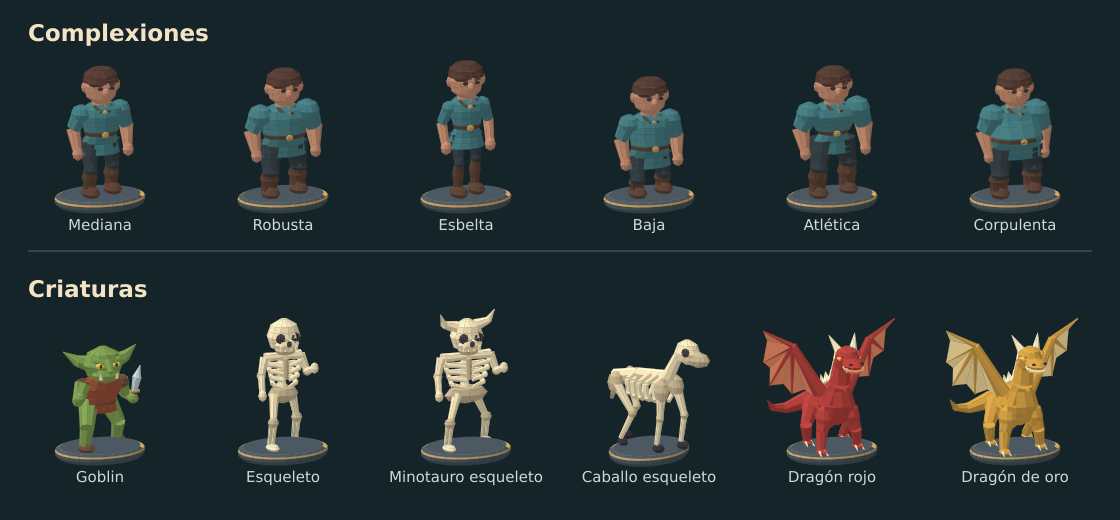 Complexiones
Mediana
Robusta
Esbelta
Baja
Atlética
Corpulenta
Criaturas
Goblin
Esqueleto
Minotauro esqueleto
Caballo esqueleto
Dragón rojo
Dragón de oro